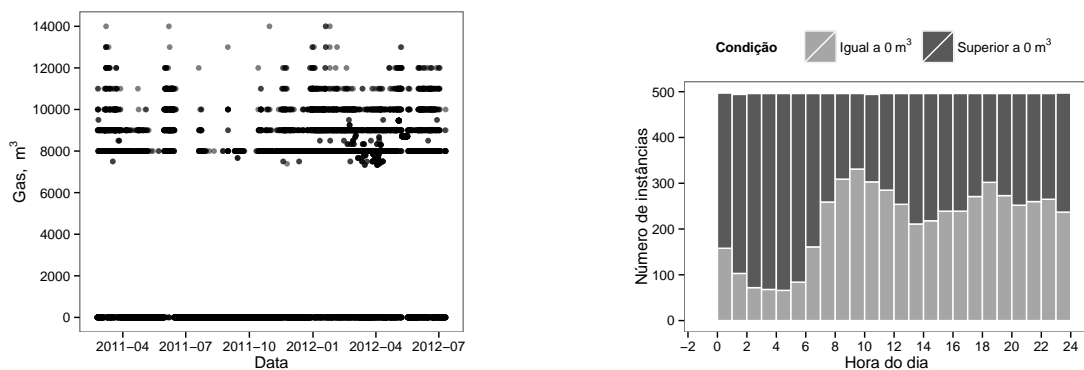 14000
12000
10000
8000
6000
4000
2000
0
Gas, m³
2011−04 2011−07 2011−10 2012−01 2012−04 2012−07
Data
Condição Igual a 0 m³ Superior a 0 m³
500
400
300
200
100
0
Número de instâncias
−2 0 2 4 6 8 10 12 14 16 18 20 22 24
Hora do dia